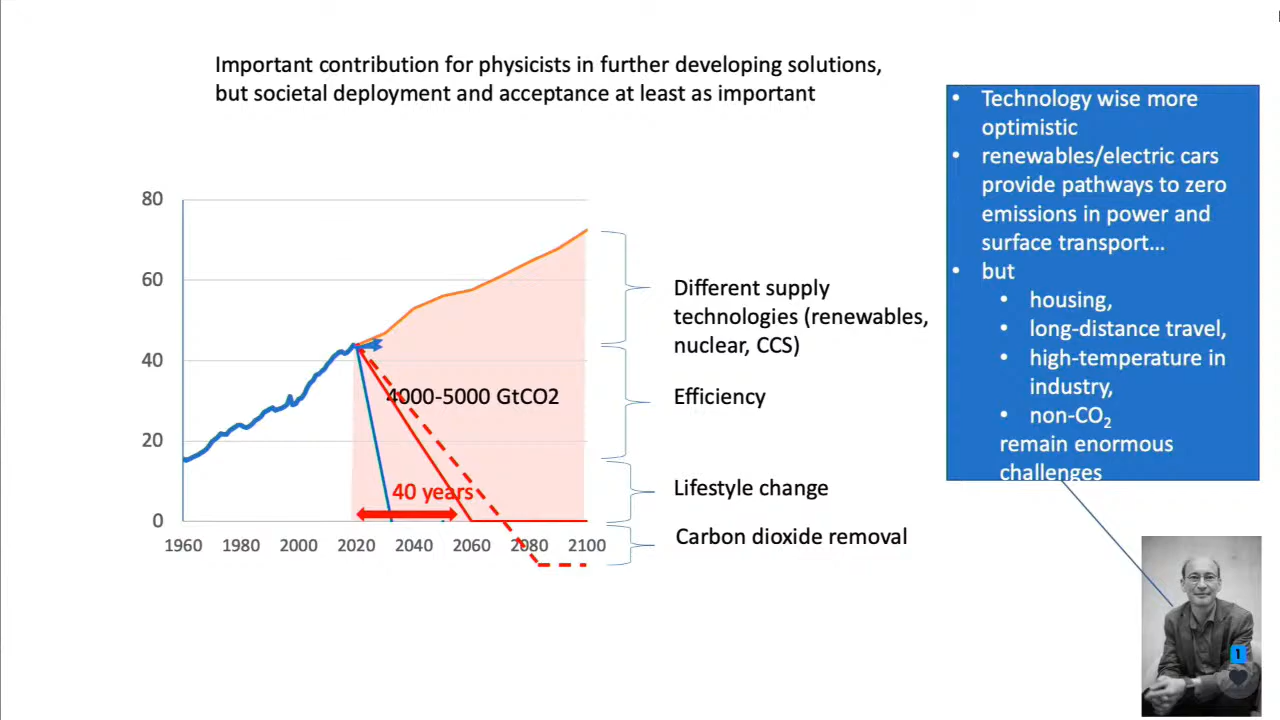 Important contribution for physicists in further developing solutions,
but societal deployment and acceptance at least as important
80
60
40
20
0
1960 1980 2000 2020 2040 2060 2080 2100
4000-5000 GtCO2
40 years
Different supply
technologies (renewables,
nuclear, CCS)
Efficiency
Lifestyle change
Carbon dioxide removal
• Technology wise more
optimistic
• renewables/electric cars
provide pathways to zero
emissions in power and
surface transport...
• but
• housing,
• long-distance travel,
• high-temperature in
industry,
• non-CO₂
remain enormous
challenges
1